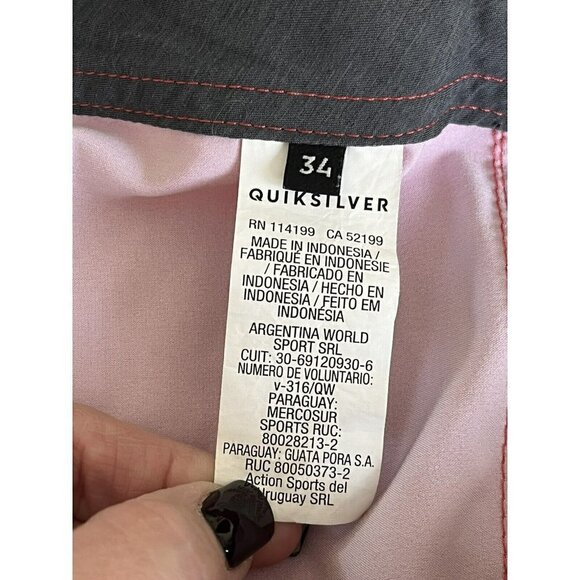 34
QUIKSILVER
RN 114199 CA 52199
MADE IN INDONESIA /
FABRIQUÉ EN INDONESIE
/ FABRICADO EN
INDONESIA / HECHO EN
INDONESIA / FEITO EM
INDONÉSIA
ARGENTINA WORLD
SPORT SRL
CUIT: 30-69120930-6
NUMERO DE VOLUNTARIO:
v-316/QW
PARAGUAY:
MERCOSUR
SPORTS RUC:
80028213-2
PARAGUAY: GUATA PORA S.A.
RUC 80050373-2
Action Sports del
Uruguay SRL